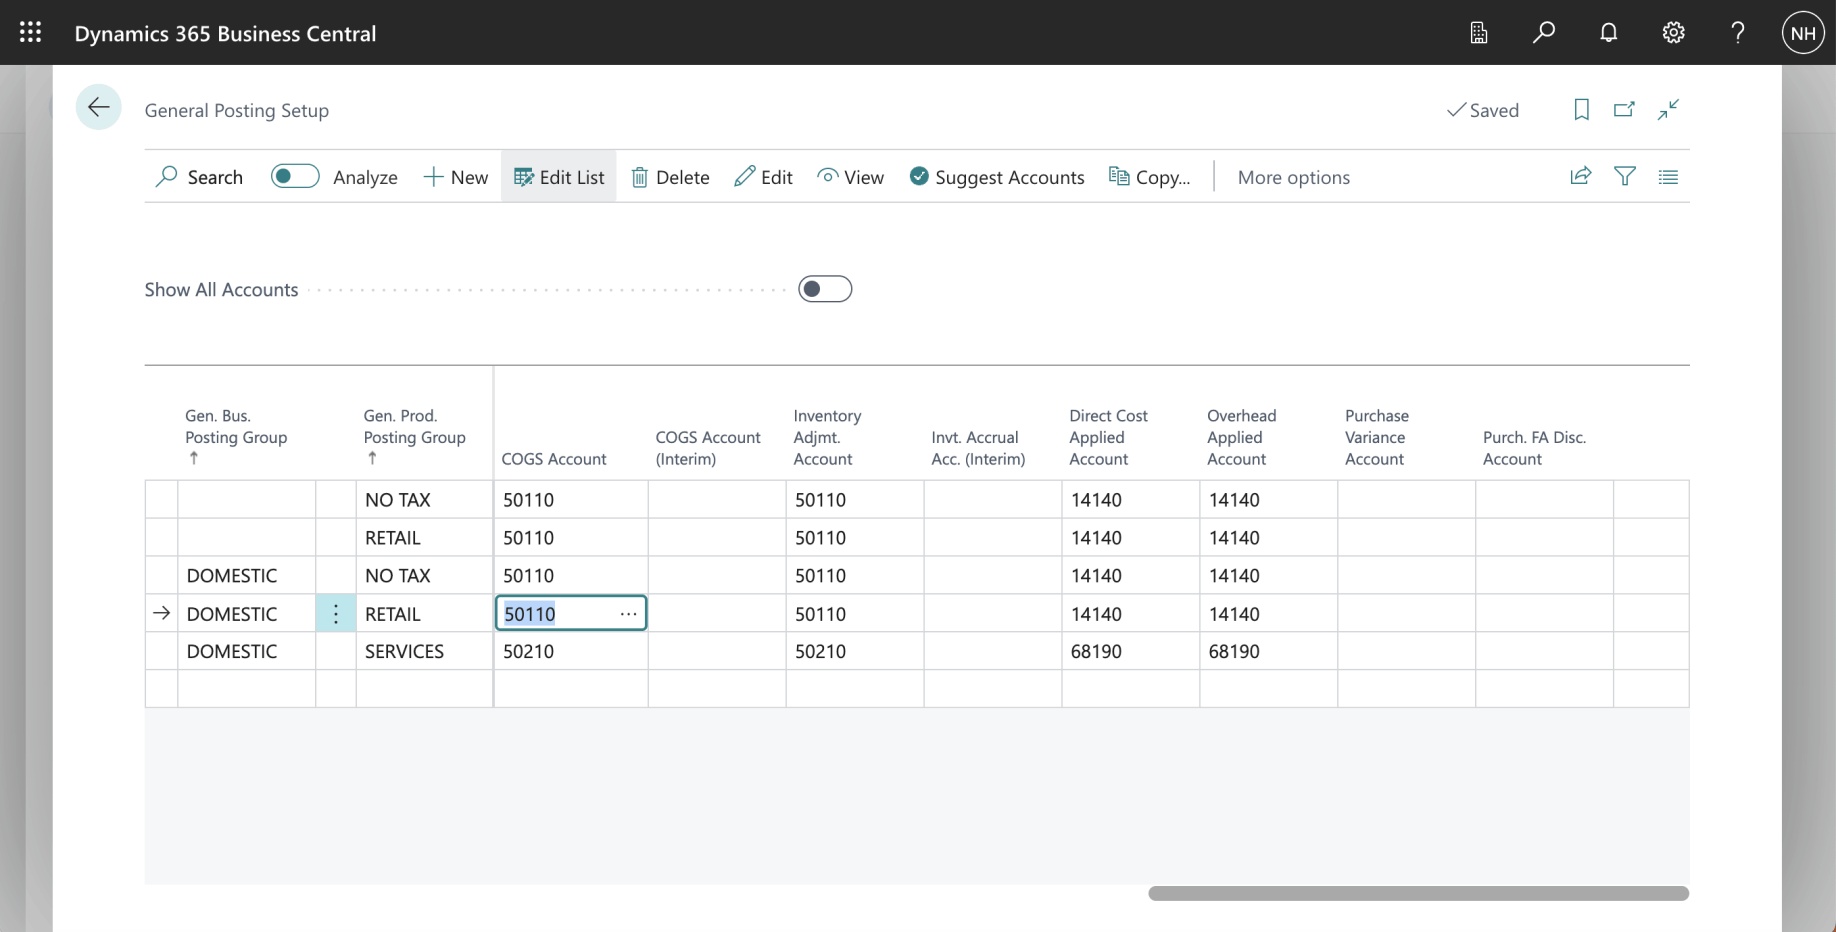 Dynamics 365 Business Central
NH
General Posting Setup
Saved
Search Analyze New Edit List Delete Edit View Suggest Accounts Copy... More options
Show All Accounts
Gen. Bus.
Posting Group
Gen. Prod.
Posting Group
COGS Account
COGS Account
(Interim)
Inventory
Adjmt.
Account
Invt. Accrual
Acc. (Interim)
Direct Cost
Applied
Account
Overhead
Applied
Account
Purchase
Variance
Account
Purch. FA Disc.
Account
NO TAX 50110 50110 14140 14140
RETAIL 50110 50110 14140 14140
DOMESTIC NO TAX 50110 50110 14140 14140
DOMESTIC RETAIL 50110 50110 14140 14140
DOMESTIC SERVICES 50210 50210 68190 68190